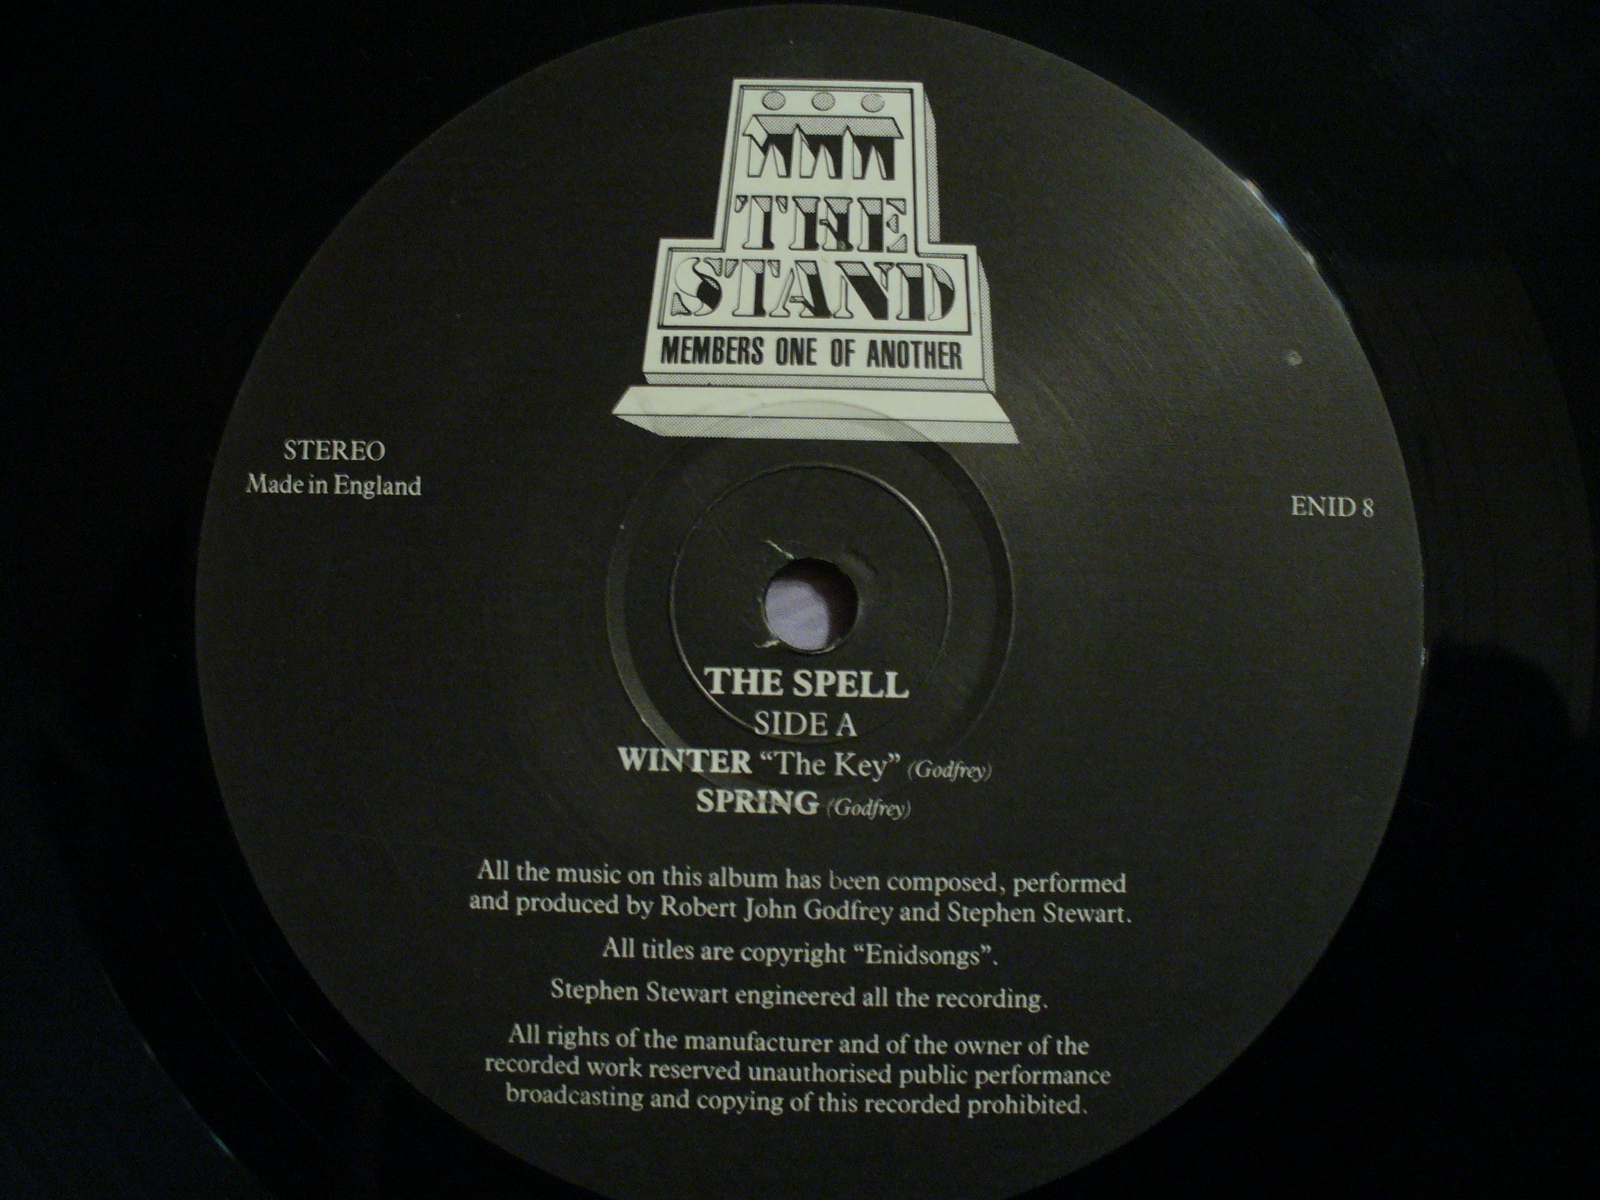 THE
STAND
MEMBERS ONE OF ANOTHER
STEREO
Made in England
ENID 8
THE SPELL
SIDE A
WINTER “The Key” (Godfrey)
SPRING (Godfrey)
All the music on this album has been composed, performed
and produced by Robert John Godfrey and Stephen Stewart.
All titles are copyright “Enidsongs”.
Stephen Stewart engineered all the recording.
All rights of the manufacturer and of the owner of the
recorded work reserved unauthorised public performance
broadcasting and copying of this recorded prohibited.